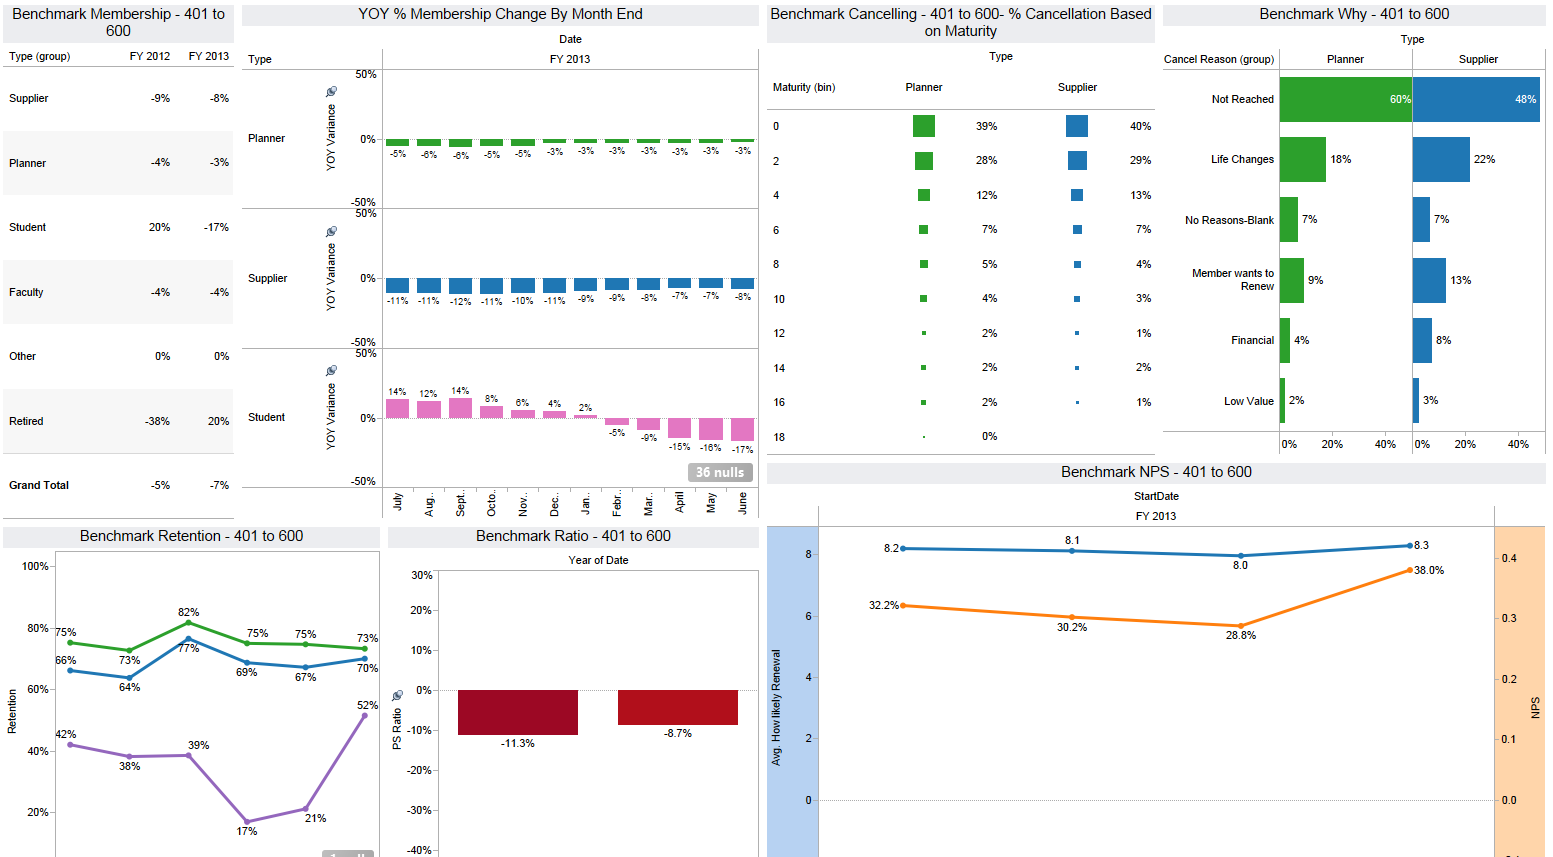 Benchmark Membership - 401 to
600
Type (group) FY 2012 FY 2013
Supplier -9% -8%
Planner -4% -3%
Student 20% -17%
Faculty -4% -4%
Other 0% 0%
Retired -38% 20%
Grand Total -5% -7%
YOY % Membership Change By Month End
Date
Type FY 2013
Planner
YOY Variance
50%
0%
-50%
-5% -6% -6% -5% -5% -3% -3% -3% -3% -3% -3% -3%
Supplier
YOY Variance
50%
0%
-50%
-11% -11% -12% -11% -10% -11% -9% -9% -8% -7% -7% -8%
Student
YOY Variance
50%
0%
-50%
14% 12% 14% 8% 6% 4% 2% -5% -9% -15% -16% -17%
36 nulls
July Aug.. Sept.. Octo.. Nov.. Dec.. Jan.. Febr.. Mar.. April May June
Benchmark Cancelling - 401 to 600- % Cancellation Based
on Maturity
Type
Maturity (bin) Planner Supplier
0 39% 40%
2 28% 29%
4 12% 13%
6 7% 7%
8 5% 4%
10 4% 3%
12 2% 1%
14 2% 2%
16 2% 1%
18 0%
Benchmark Why - 401 to 600
Type
Cancel Reason (group) Planner Supplier
Not Reached 60% 48%
Life Changes 18% 22%
No Reasons-Blank 7% 7%
Member wants to
Renew 9% 13%
Financial 4% 8%
Low Value 2% 3%
0% 20% 40% 0% 20% 40%
Benchmark Retention - 401 to 600
Retention
100%
80%
60%
40%
20%
75% 73% 82% 75% 75% 73%
66% 64% 77% 69% 67% 70%
42% 38% 39% 17% 21% 52%
Benchmark Ratio - 401 to 600
Year of Date
PS Ratio
30%
20%
10%
0%
-10%
-20%
-30%
-40%
-11.3% -8.7%
Benchmark NPS - 401 to 600
StartDate
FY 2013
Avg. How likely Renewal
8
6
4
2
0
8.2 8.1 8.0 8.3
32.2% 30.2% 28.8% 38.0%
0.4
0.3
0.2
0.1
0.0
NPS